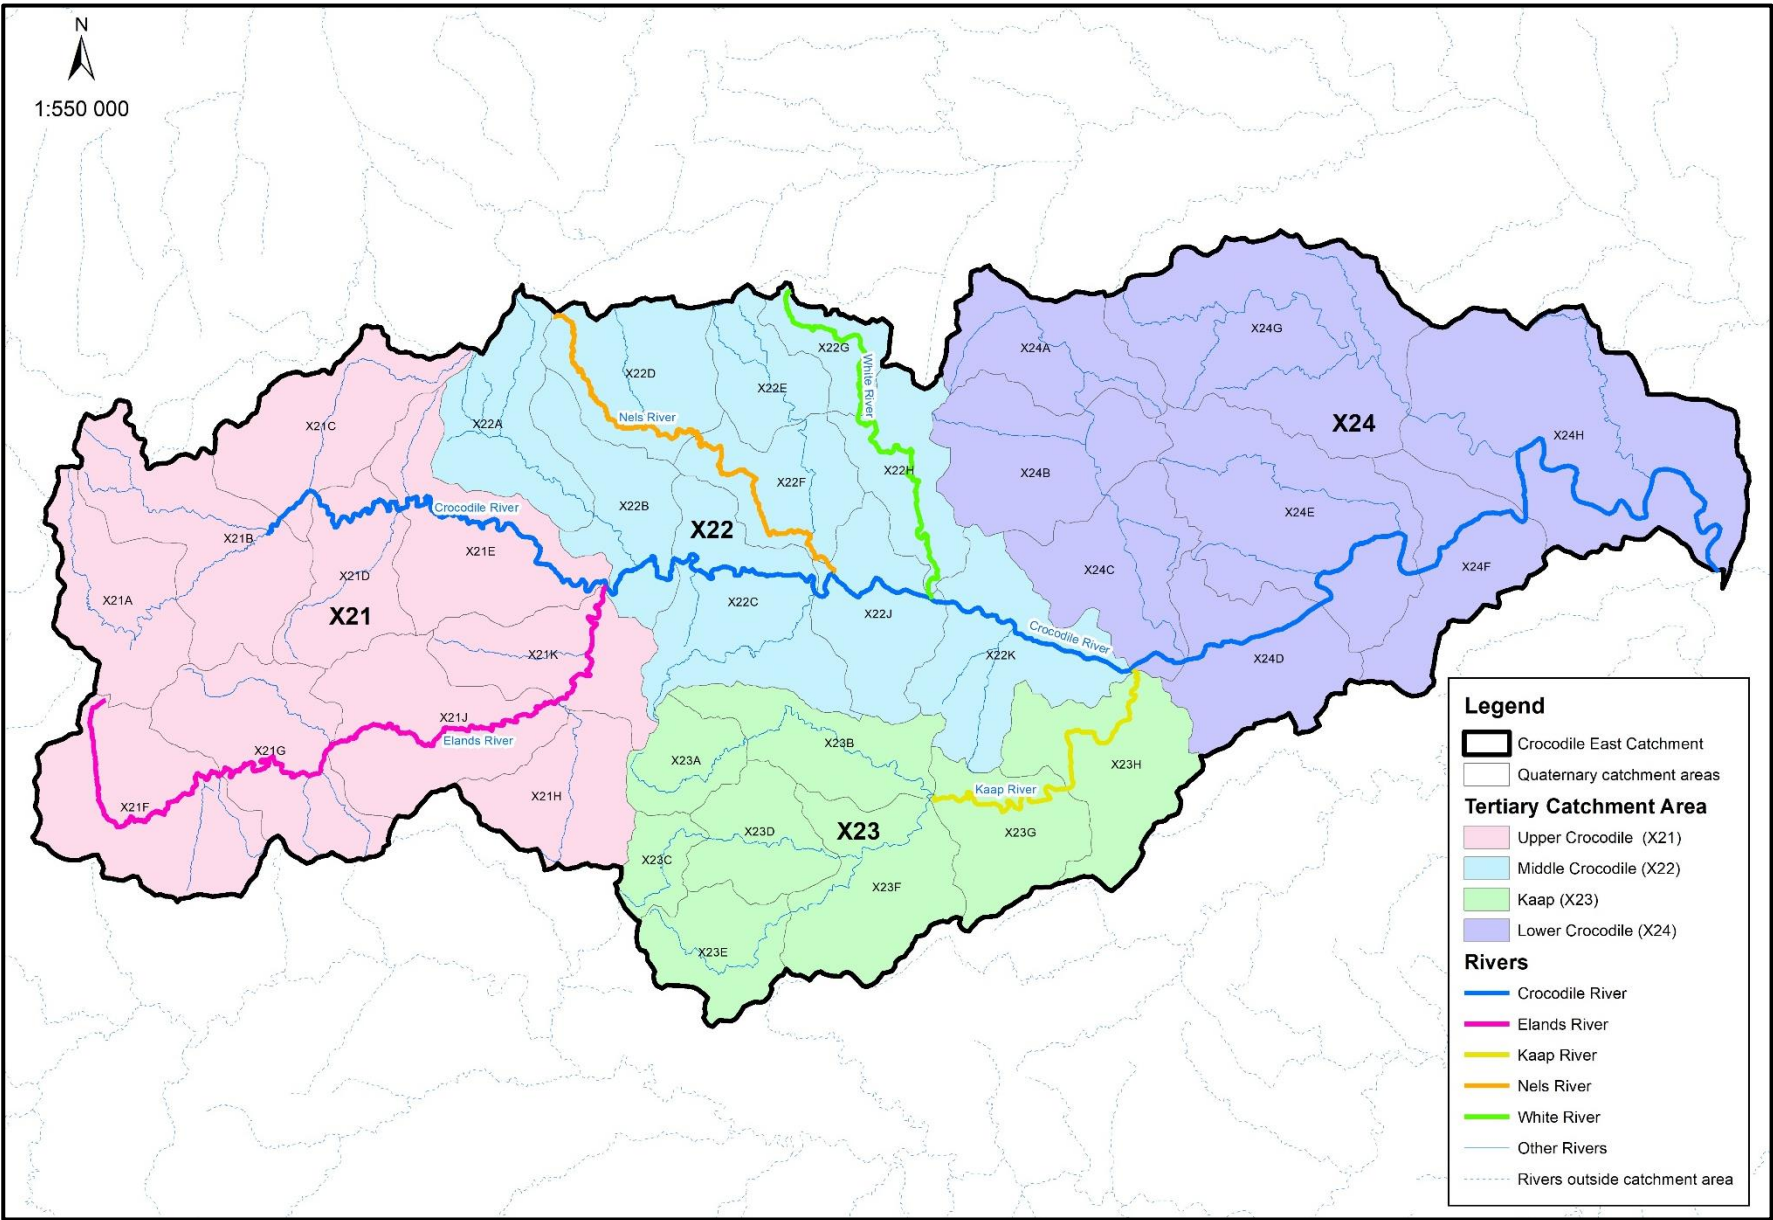 N
1:550 000
X24G
X24A
X22G
White River
X22D
X22E
Nels River
X21C
X22A
X24
X24H
X24B
X22H
X22F
X22B
Crocodile River
X22
X24E
X21B
X21E
X24C
X24F
X21D
X21A
X22C
X22J
X21
Crocodile River
X21K
X22K
X24D
X21J
Elands River
X21G
X23B
X23A
X23H
Kaap River
X21H
X21F
X23D
X23
X23G
X23C
X23F
X23E
Legend
Crocodile East Catchment
Quaternary catchment areas
Tertiary Catchment Area
Upper Crocodile (X21)
Middle Crocodile (X22)
Kaap (X23)
Lower Crocodile (X24)
Rivers
Crocodile River
Elands River
Kaap River
Nels River
White River
Other Rivers
Rivers outside catchment area